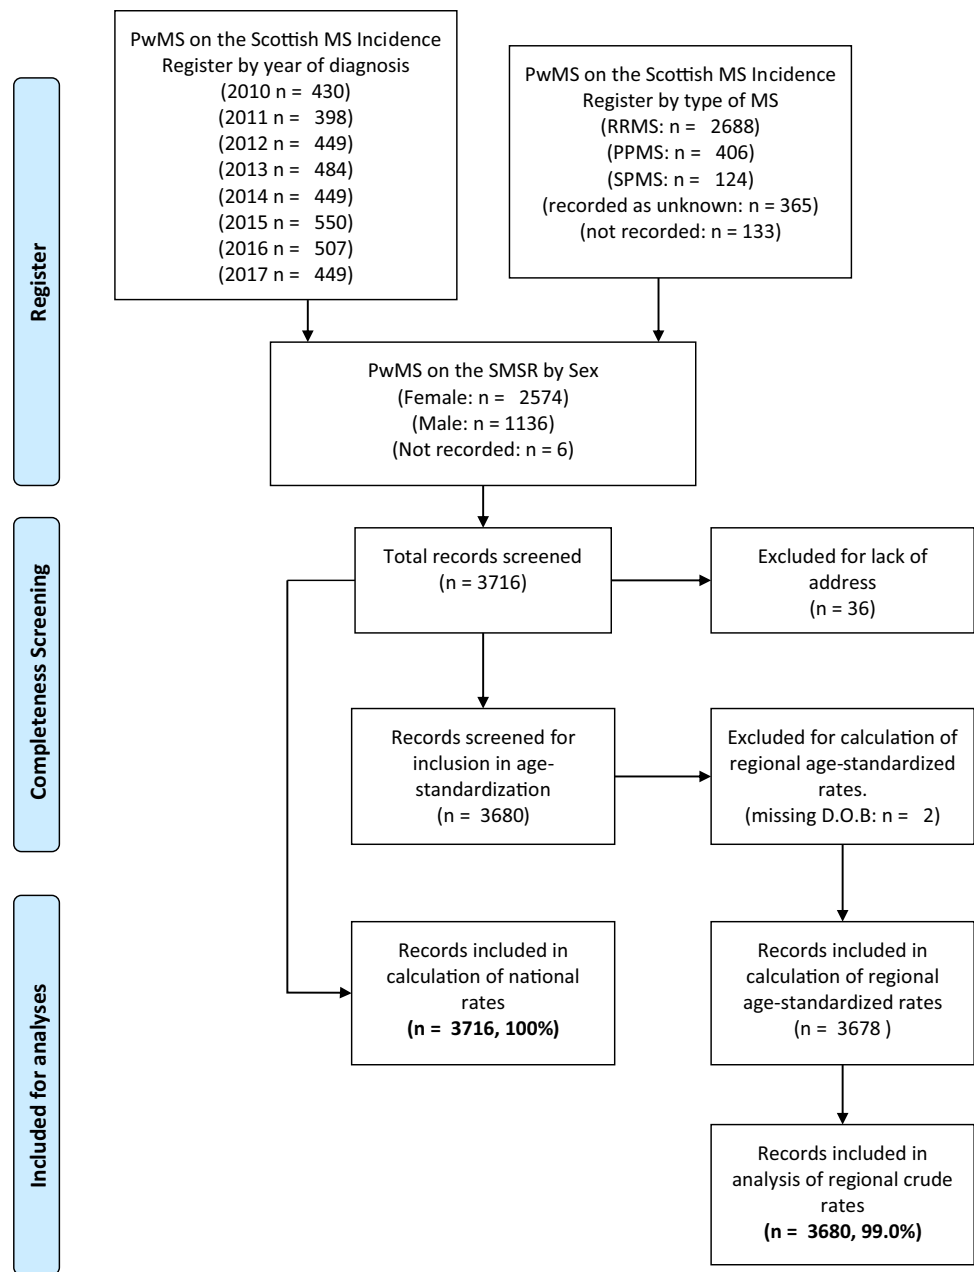 PwMS on the Scottish MS Incidence
Register by year of diagnosis
(2010 n = 430)
(2011 n = 398)
(2012 n = 449)
(2013 n = 484)
(2014 n = 449)
(2015 n = 550)
(2016 n = 507)
(2017 n = 449)
PwMS on the Scottish MS Incidence
Register by type of MS
(RRMS: n = 2688)
(PPMS: n = 406)
(SPMS: n = 124)
(recorded as unknown: n = 365)
(not recorded: n = 133)
Register
PwMS on the SMSR by Sex
(Female: n = 2574)
(Male: n = 1136)
(Not recorded: n = 6)
Completeness Screening
Total records screened
(n = 3716)
Excluded for lack of
address
(n = 36)
Records screened for
inclusion in age-
standardization
(n = 3680)
Excluded for calculation of
regional age-standardized
rates.
(missing D.O.B: n = 2)
Included for analyses
Records included in
calculation of national
rates
(n = 3716, 100%)
Records included in
calculation of regional
age-standardized rates
(n = 3678 )
Records included in
analysis of regional crude
rates
(n = 3680, 99.0%)